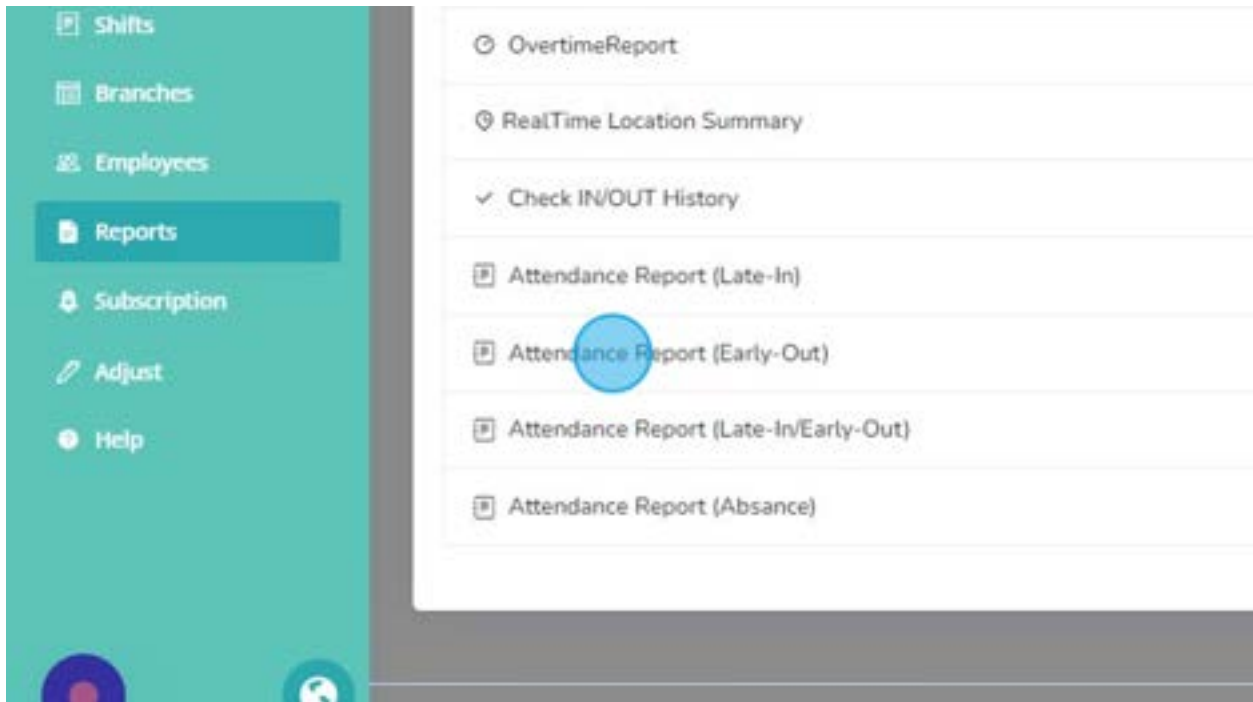 Shifts
Branches
Employees
Reports
Subscription
Adjust
Help
OvertimeReport
RealTime Location Summary
Check IN/OUT History
Attendance Report (Late-In)
Attendance Report (Early-Out)
Attendance Report (Late-In/Early-Out)
Attendance Report (Absance)